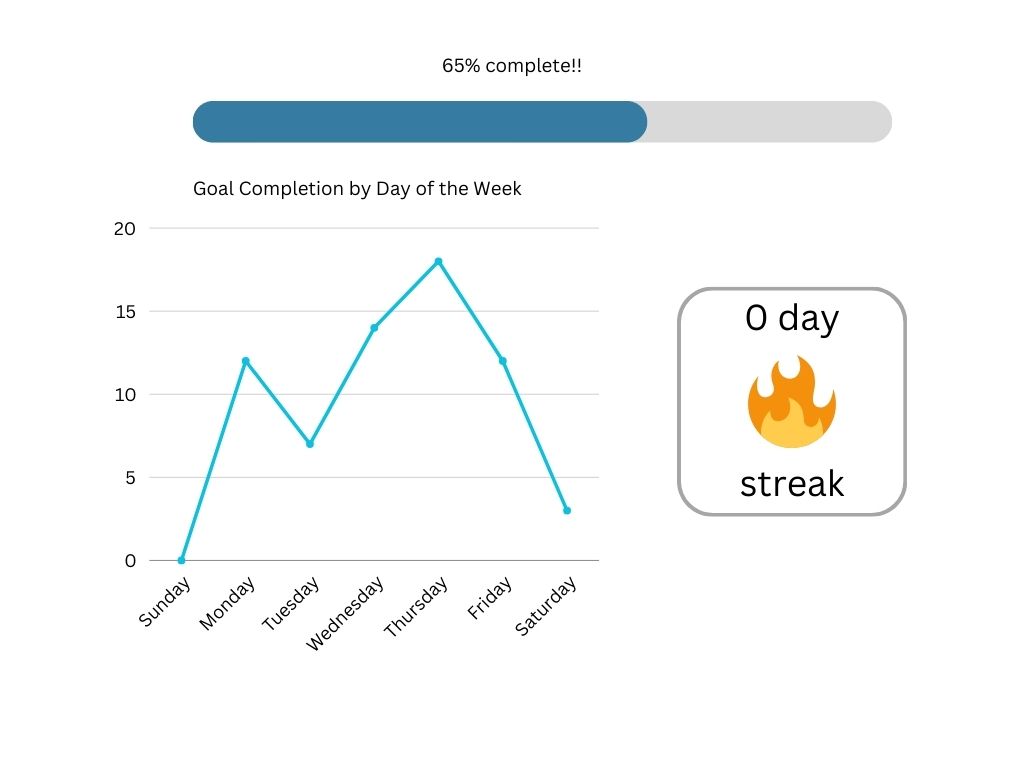 65% complete!!
Goal Completion by Day of the Week
20
15
10
5
0
Sunday
Monday
Tuesday
Wednesday
Thursday
Friday
Saturday
0 day
streak